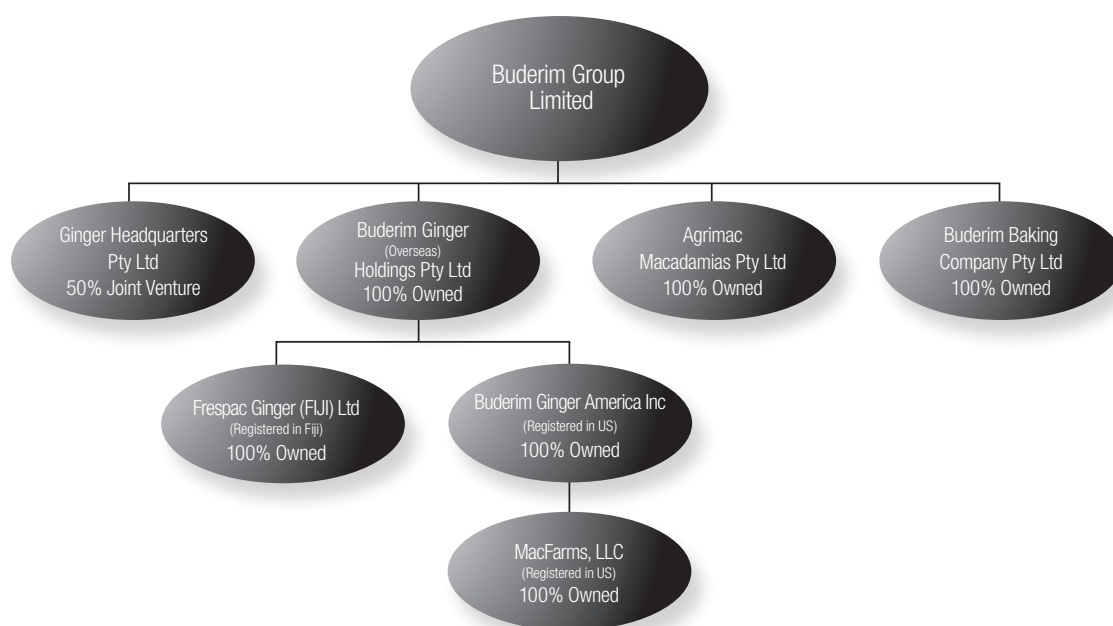 Buderim Group
Limited
Ginger Headquarters
Pty Ltd
50% Joint Venture
Buderim Ginger
(Overseas)
Holdings Pty Ltd
100% Owned
Agrimac
Macadamias Pty Ltd
100% Owned
Buderim Baking
Company Pty Ltd
100% Owned
Frespac Ginger (FIJI) Ltd
(Registered in Fiji)
100% Owned
Buderim Ginger America Inc
(Registered in US)
100% Owned
MacFarms, LLC
(Registered in US)
100% Owned